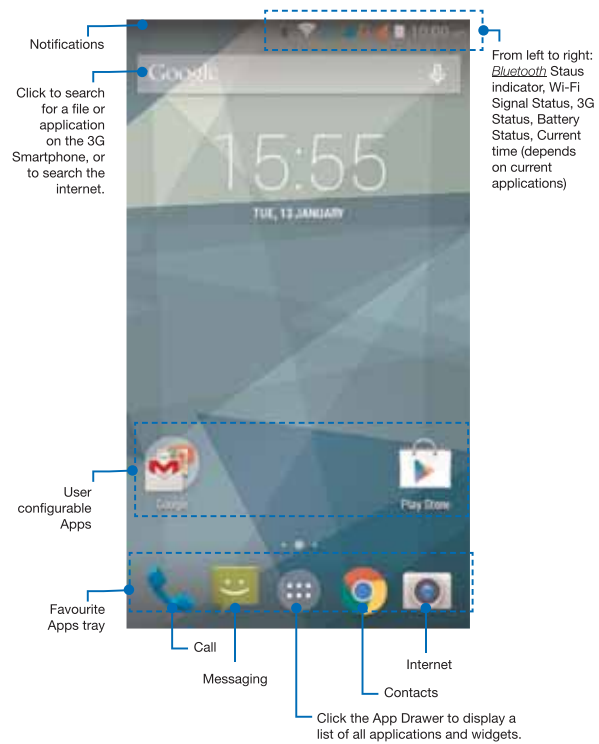 Notifications
10:00 am
From left to right:
Bluetooth Staus
indicator, Wi-Fi
Signal Status, 3G
Status, Battery
Status, Current
time (depends
on current
applications)
Google
Click to search
for a file or
application
on the 3G
Smartphone, or
to search the
internet.
15:55
TUE, 13 JANUARY
User
configurable
Apps
Google
Play Store
Favourite
Apps tray
Call
Messaging
Internet
Contacts
Click the App Drawer to display a
list of all applications and widgets.